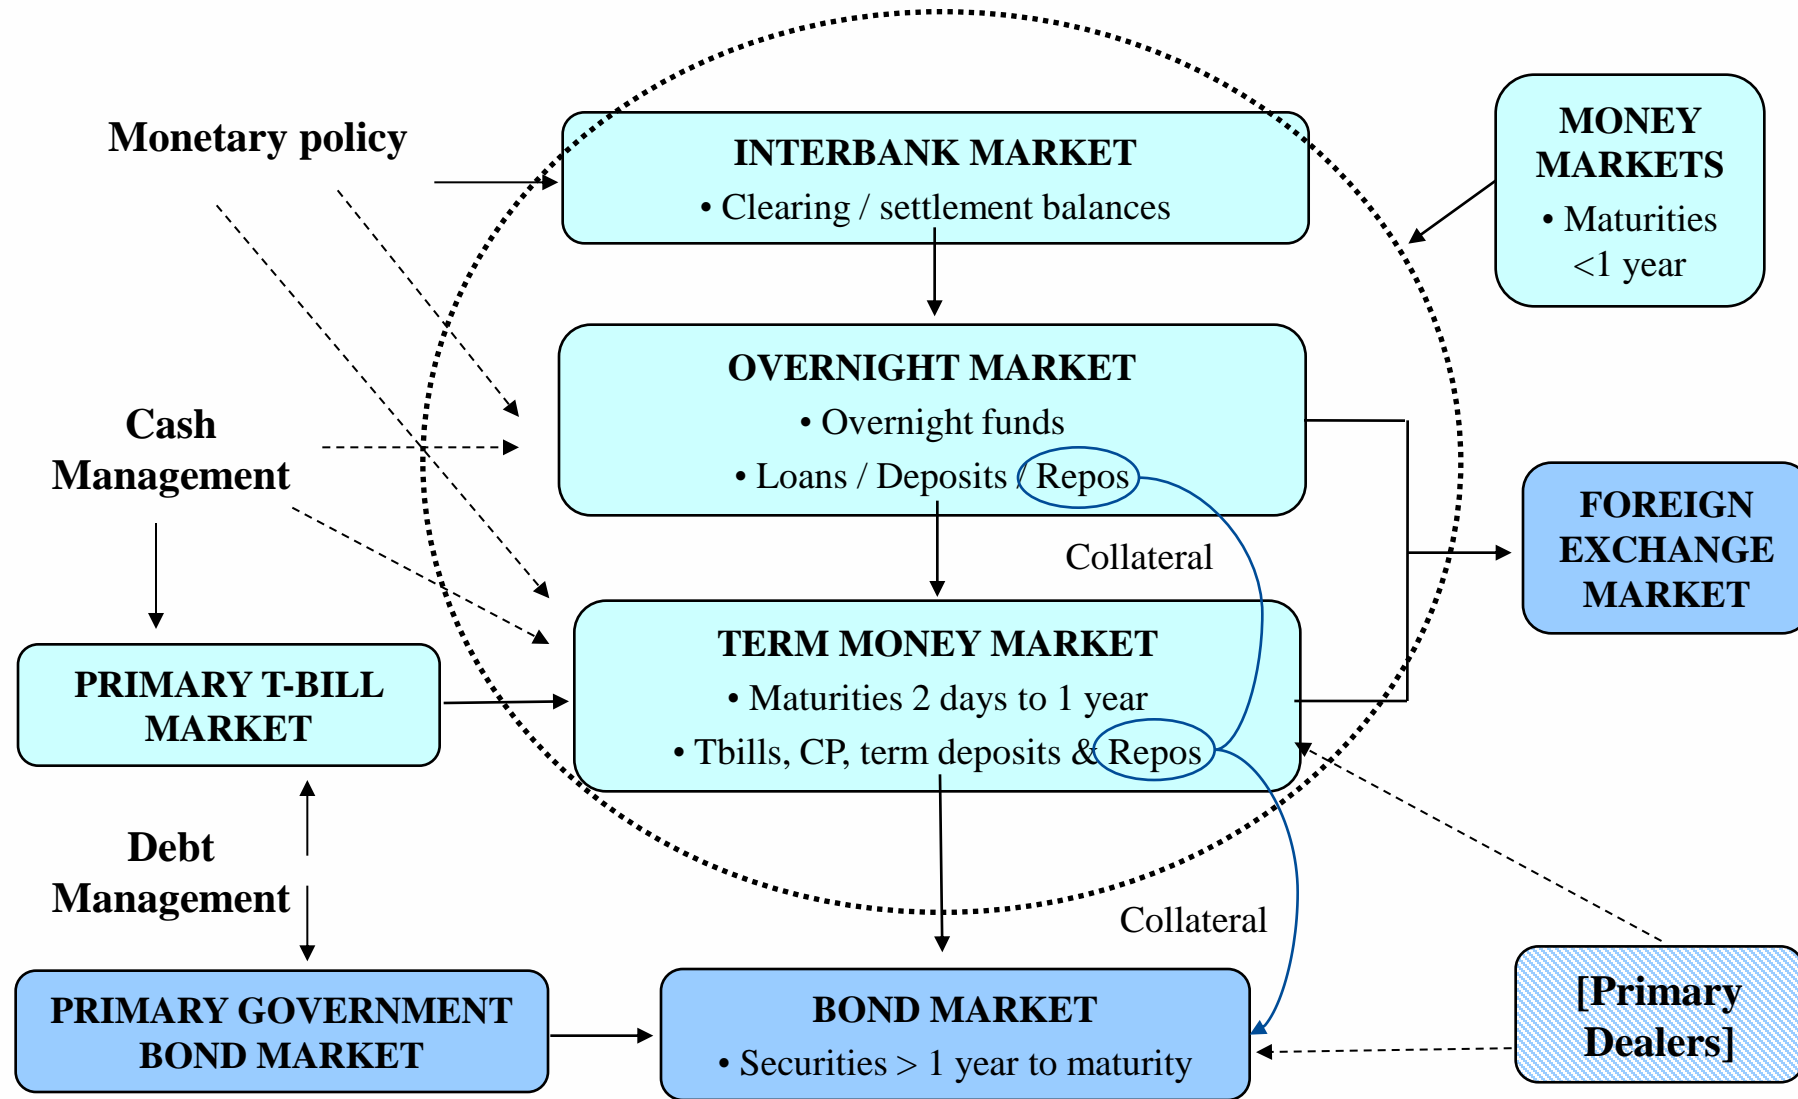 Monetary policy
INTERBANK MARKET
• Clearing / settlement balances
MONEY
MARKETS
• Maturities
<1 year
OVERNIGHT MARKET
• Overnight funds
• Loans / Deposits / Repos
Cash
Management
Collateral
FOREIGN
EXCHANGE
MARKET
TERM MONEY MARKET
• Maturities 2 days to 1 year
• Tbills, CP, term deposits & Repos
PRIMARY T-BILL
MARKET
Debt
Management
Collateral
PRIMARY GOVERNMENT
BOND MARKET
BOND MARKET
• Securities > 1 year to maturity
[Primary
Dealers]